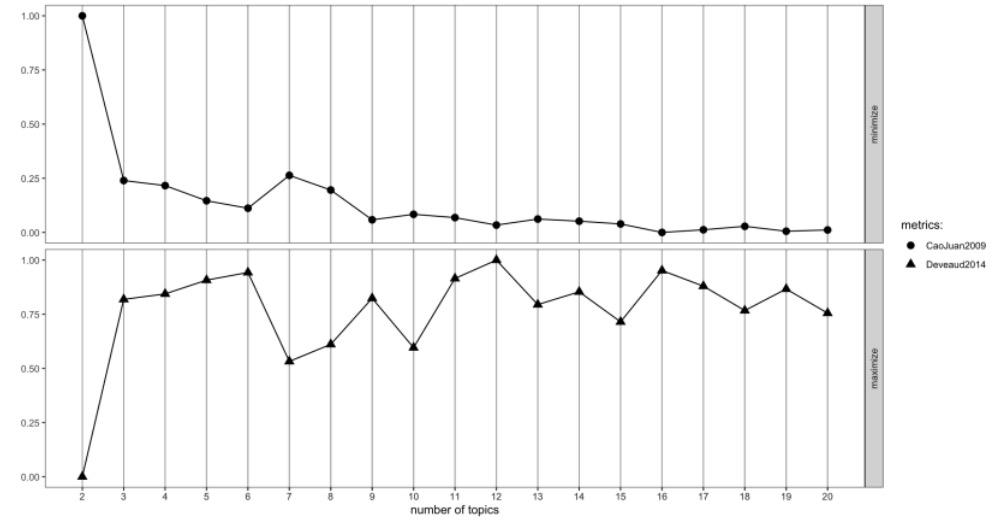 1.00
0.75
0.50
0.25
0.00
minimize
1.00
0.75
0.50
0.25
0.00
maximize
2 3 4 5 6 7 8 9 10 11 12 13 14 15 16 17 18 19 20
number of topics
metrics:
CaoJuan2009
Deveaud2014